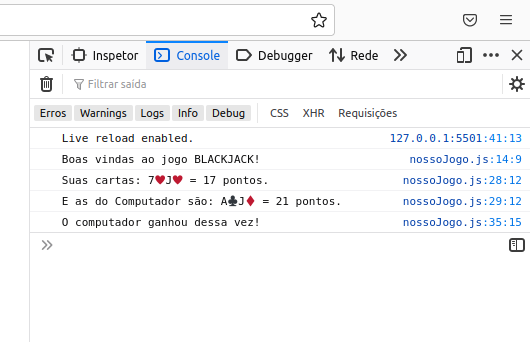 Inspetor Console Debugger Rede
Filtrar saída
Erros Warnings Logs Info Debug CSS XHR Requisições
Live reload enabled. 127.0.0.1:5501:41:13
Boas vindas ao jogo BLACKJACK! nossoJogo.js:14:9
Suas cartas: 7♥J♥ = 17 pontos. nossoJogo.js:28:12
E as do Computador são: A♣J♦ = 21 pontos. nossoJogo.js:29:12
O computador ganhou dessa vez! nossoJogo.js:35:15